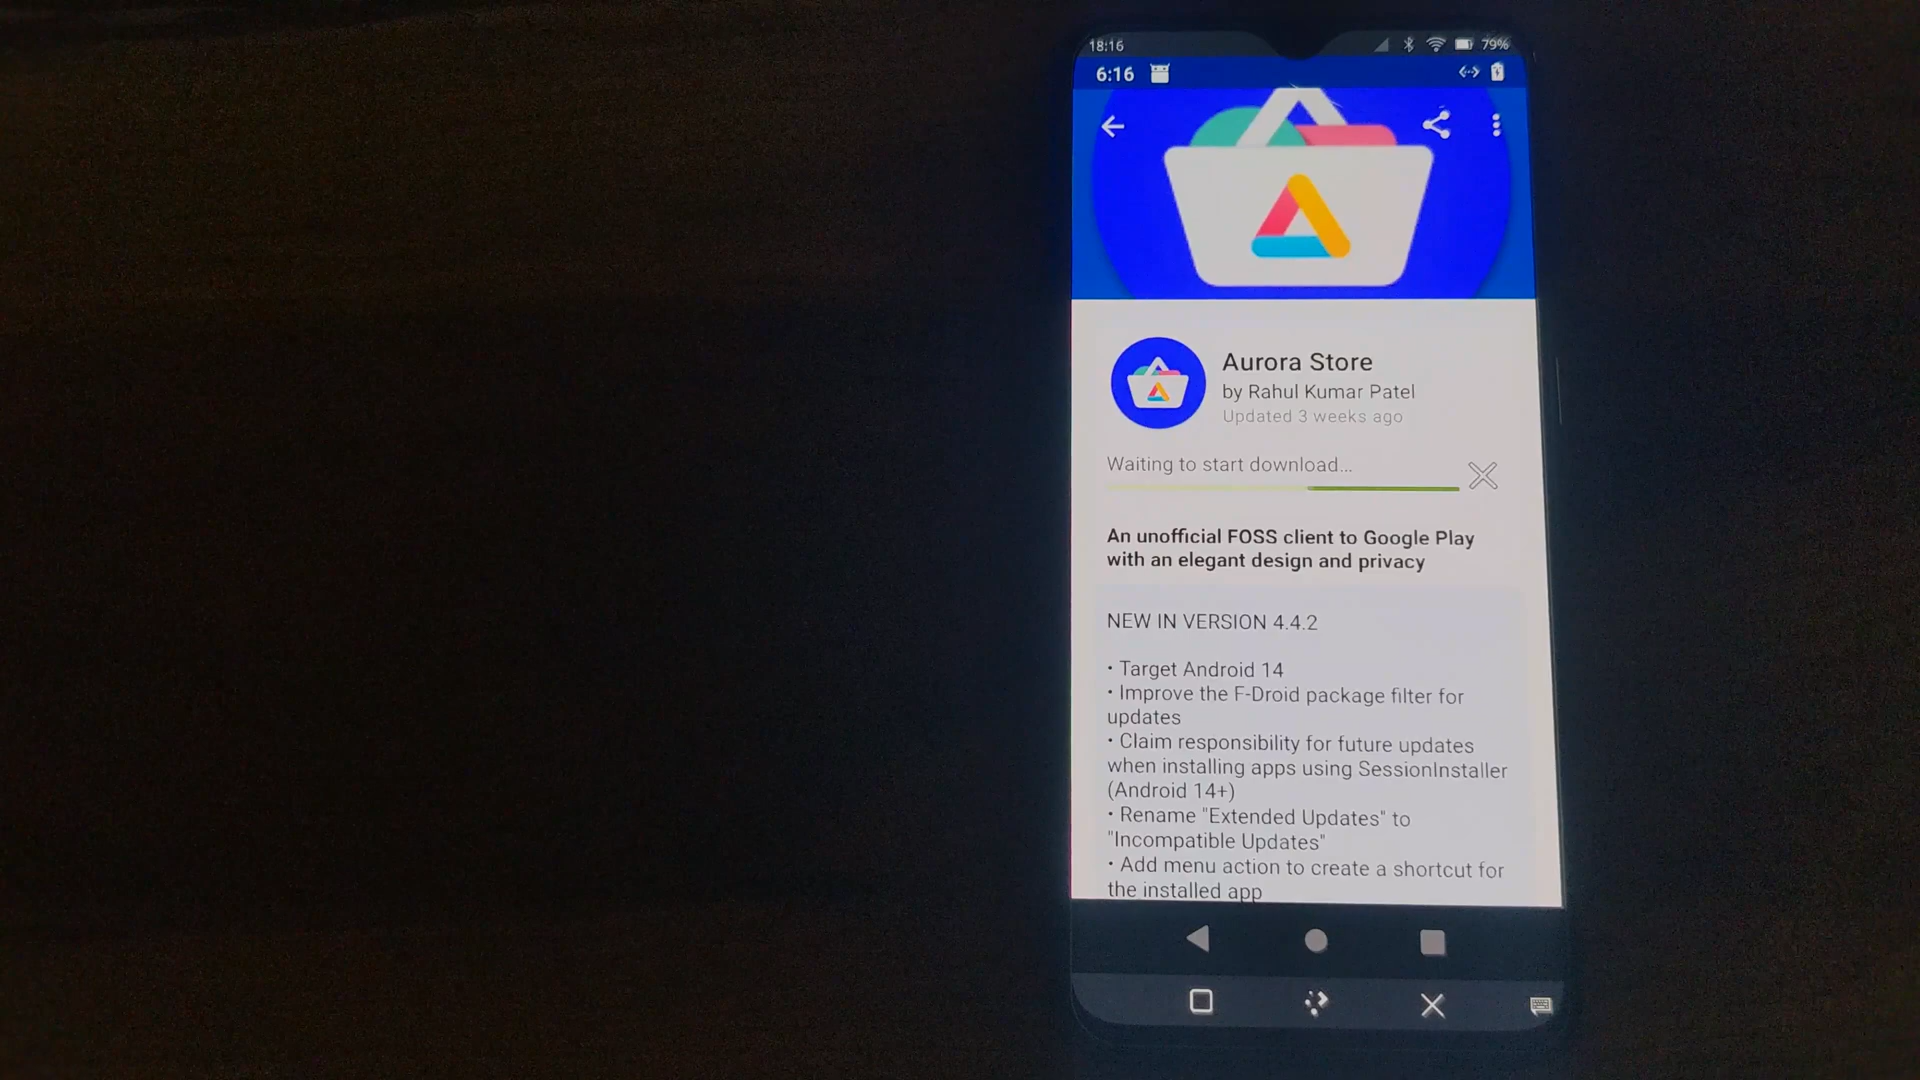 18:16
79%
6:16
Aurora Store
by Rahul Kumar Patel
Updated 3 weeks ago
Waiting to start download...
An unofficial FOSS client to Google Play
with an elegant design and privacy
NEW IN VERSION 4.4.2
• Target Android 14
• Improve the F-Droid package filter for
updates
• Claim responsibility for future updates
when installing apps using SessionInstaller
(Android 14+)
• Rename "Extended Updates" to
"Incompatible Updates"
• Add menu action to create a shortcut for
the installed app